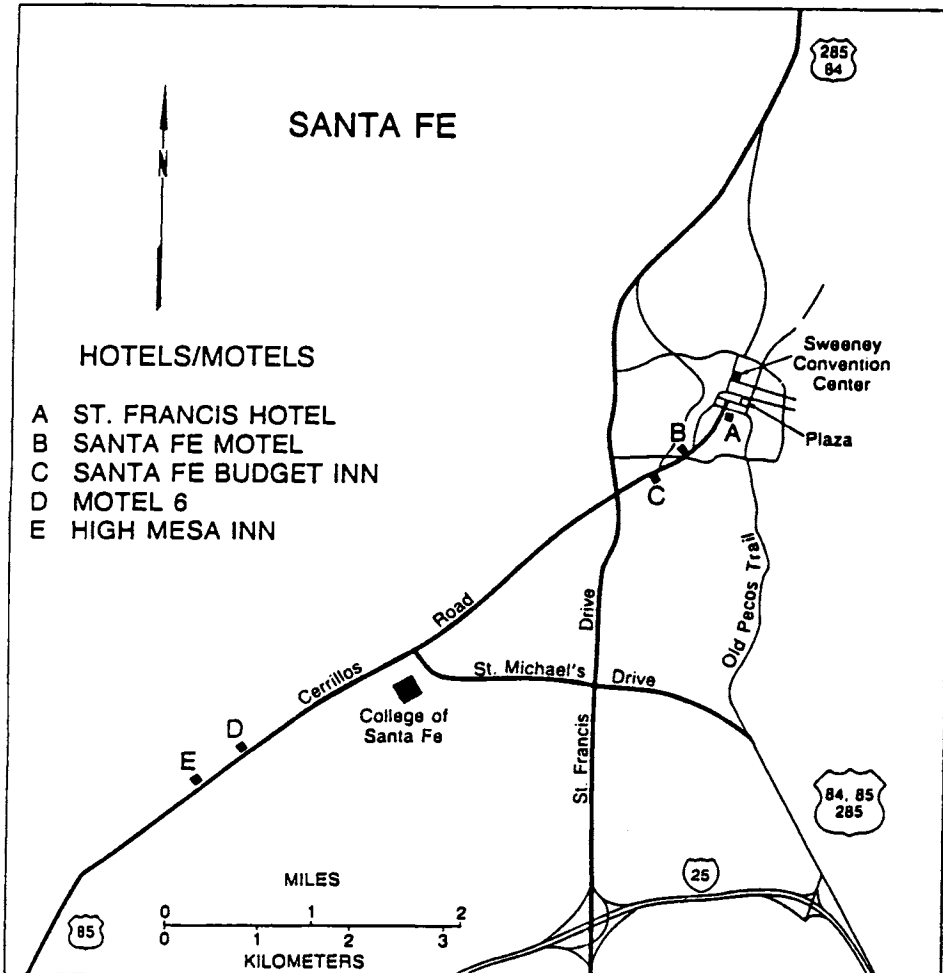 285
84
SANTA FE
N
HOTELS/MOTELS
A ST. FRANCIS HOTEL
B SANTA FE MOTEL
C SANTA FE BUDGET INN
D MOTEL 6
E HIGH MESA INN
Sweeney
Convention
Center
Plaza
A
B
C
Old Pecos Trail
Cerrillos Road
St. Michael's Drive
St. Francis Drive
College of
Santa Fe
D
E
84, 85
285
25
85
MILES
0 1 2
0 1 2 3
KILOMETERS